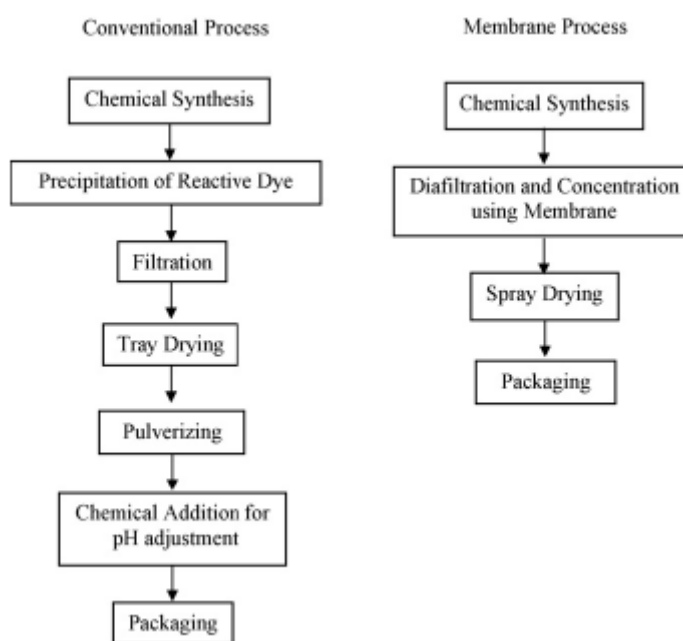 Conventional Process
Chemical Synthesis
Precipitation of Reactive Dye
Filtration
Tray Drying
Pulverizing
Chemical Addition for
pH adjustment
Packaging
Membrane Process
Chemical Synthesis
Diafiltration and Concentration
using Membrane
Spray Drying
Packaging